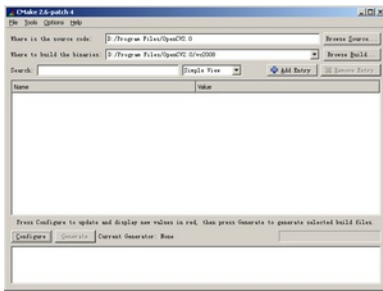 CMake 2.6-patch 4
File Tools Options Help
Where is the source code: D:/Program Files/OpenCV2.0 Browse Source...
Where to build the binaries: D:/Program Files/OpenCV2.0/vs2008 Browse Build...
Search: Simple View Add Entry Remove Entry
Name Value
Press Configure to update and display new values in red, then press Generate to generate selected build files.
Configure Generate Current Generator: None